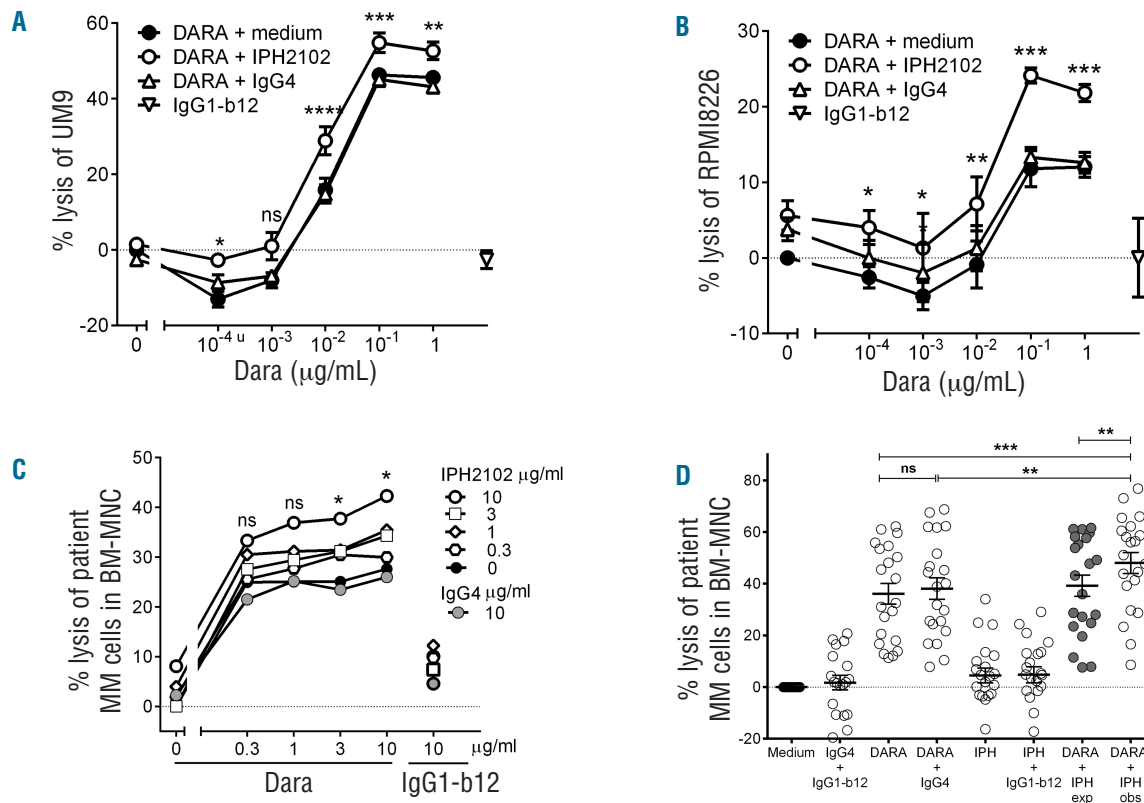 A
60
40
20
0
-20
% lysis of UM9
DARA + medium
DARA + IPH2102
DARA + IgG4
IgG1-b12
*
ns
****
***
**
0
10⁻⁴ u
10⁻³
10⁻²
10⁻¹
1
Dara (μg/mL)
B
30
20
10
0
-10
% lysis of RPMI8226
DARA + medium
DARA + IPH2102
DARA + IgG4
IgG1-b12
*
*
**
***
***
0
10⁻⁴
10⁻³
10⁻²
10⁻¹
1
Dara (μg/mL)
C
50
40
30
20
10
0
% lysis of patient
MM cells in BM-MNC
ns
ns
*
*
IPH2102 μg/ml
10
3
1
0.3
0
IgG4 μg/ml
10
0 0.3 1 3 10 10 μg/ml
Dara IgG1-b12
D
80
60
40
20
0
-20
% lysis of patient
MM cells in BM-MNC
**
***
ns
**
Medium
IgG4
+
IgG1-b12
DARA
DARA
+
IgG4
IPH
IPH
+
IgG1-b12
DARA
+
IPH
exp
DARA
+
IPH
obs